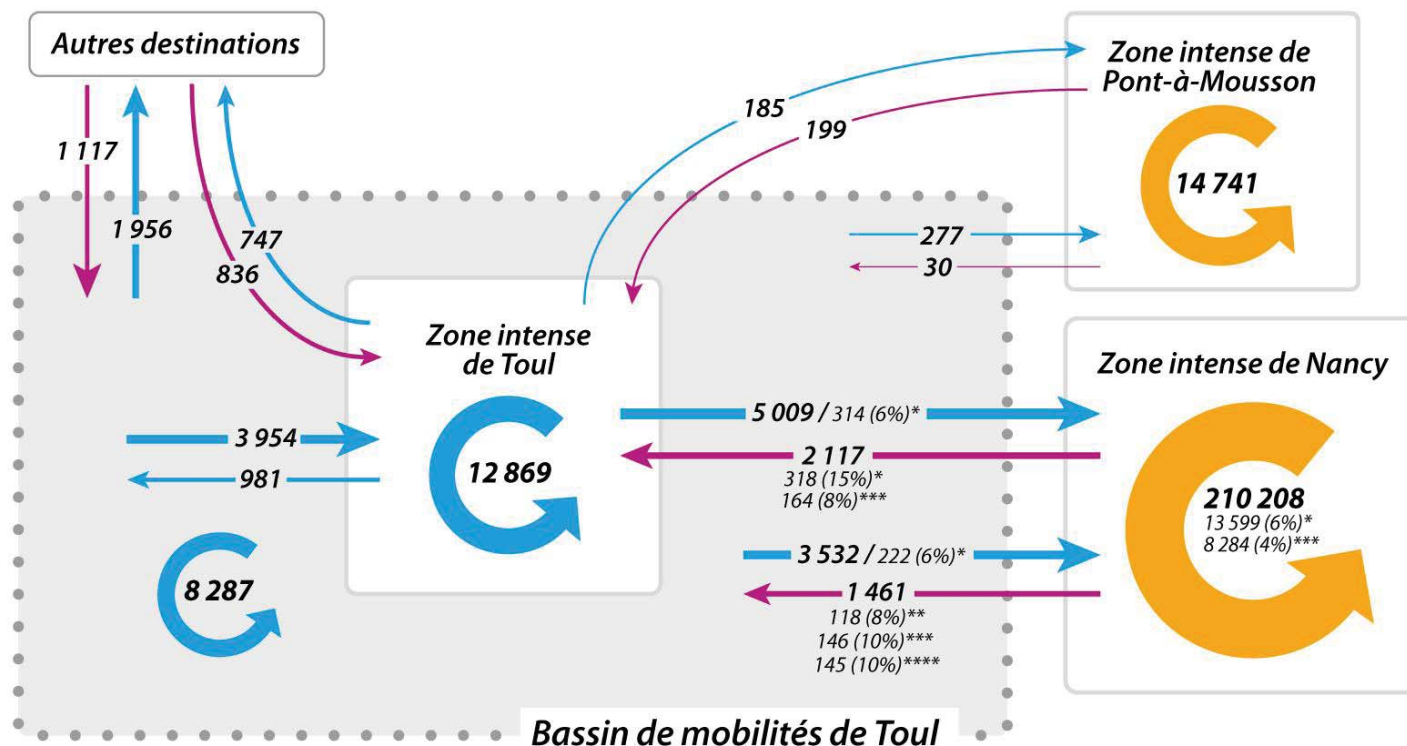 Autres destinations
Zone intense de
Pont-à-Mousson
14 741
185
199
1 117
1 956
747
836
277
30
Zone intense
de Toul
12 869
Zone intense de Nancy
210 208
13 599 (6%)*
8 284 (4%)***
3 954
981
8 287
5 009 / 314 (6%)*
2 117
318 (15%)*
164 (8%)***
3 532 / 222 (6%)*
1 461
118 (8%)**
146 (10%)***
145 (10%)****
Bassin de mobilités de Toul